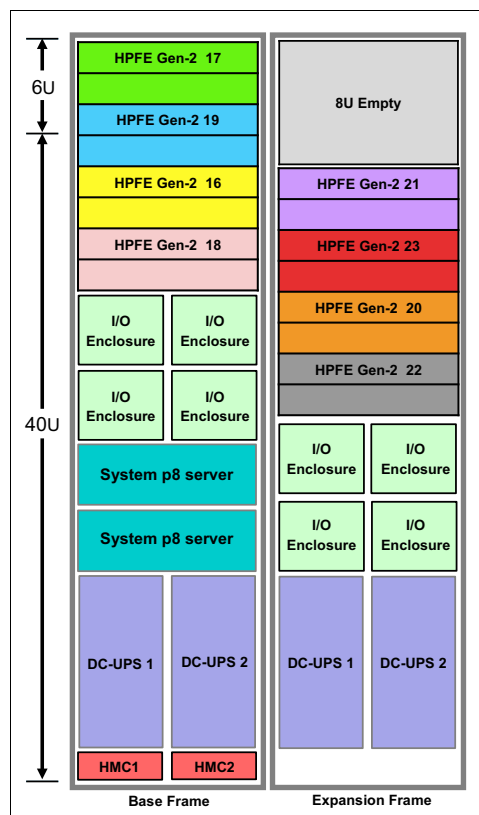 6U
40U
HPFE Gen-2 17
HPFE Gen-2 19
HPFE Gen-2 16
HPFE Gen-2 18
I/O
Enclosure
I/O
Enclosure
I/O
Enclosure
I/O
Enclosure
System p8 server
System p8 server
DC-UPS 1
DC-UPS 2
HMC1
HMC2
Base Frame
8U Empty
HPFE Gen-2 21
HPFE Gen-2 23
HPFE Gen-2 20
HPFE Gen-2 22
I/O
Enclosure
I/O
Enclosure
I/O
Enclosure
I/O
Enclosure
DC-UPS 1
DC-UPS 2
Expansion Frame